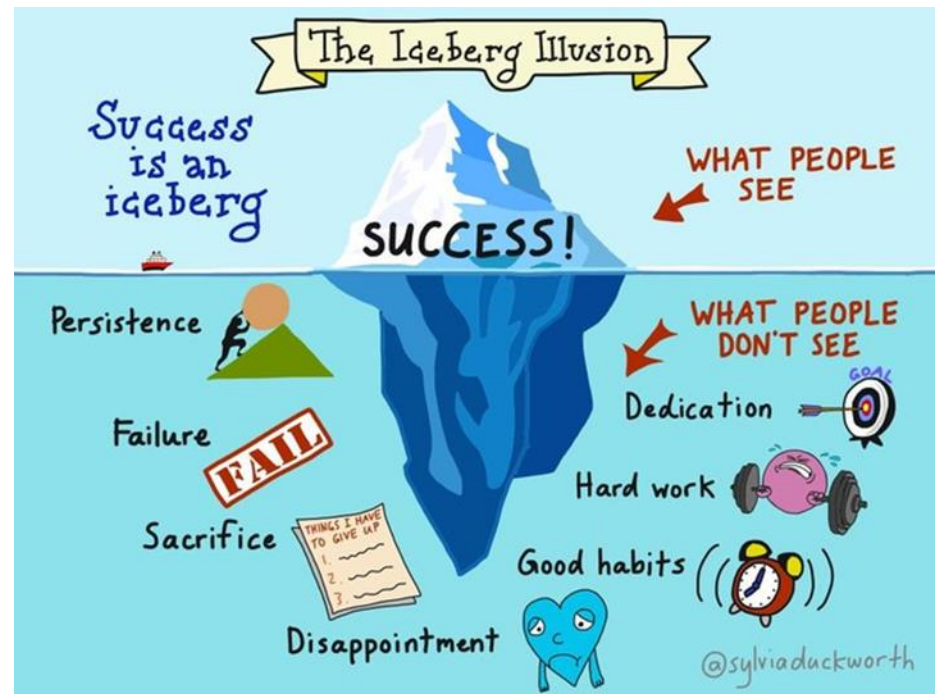 The Iceberg Illusion
Success
is an
iceberg
WHAT PEOPLE
SEE
SUCCESS!
WHAT PEOPLE
DON'T SEE
Persistence
GOAL
Dedication
Failure
FAIL
Hard work
Sacrifice
THINGS I HAVE
TO GIVE UP
1.
2.
3.
Good habits
Disappointment
@sylviaduckworth